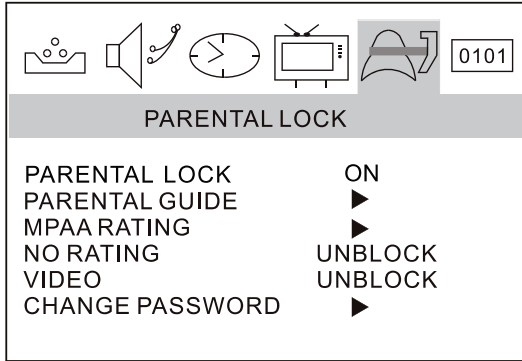 0101
PARENTAL LOCK
PARENTAL LOCK ON
PARENTAL GUIDE ▶
MPAA RATING ▶
NO RATING UNBLOCK
VIDEO UNBLOCK
CHANGE PASSWORD ▶